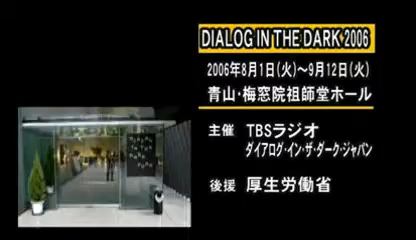 DIALOG IN THE DARK 2006
2006年8月1日(火)～9月12日(火)
青山・梅窓院祖師堂ホール
主催 TBSラジオ
ダイアログ・イン・ザ・ダーク・ジャパン
後援 厚生労働省